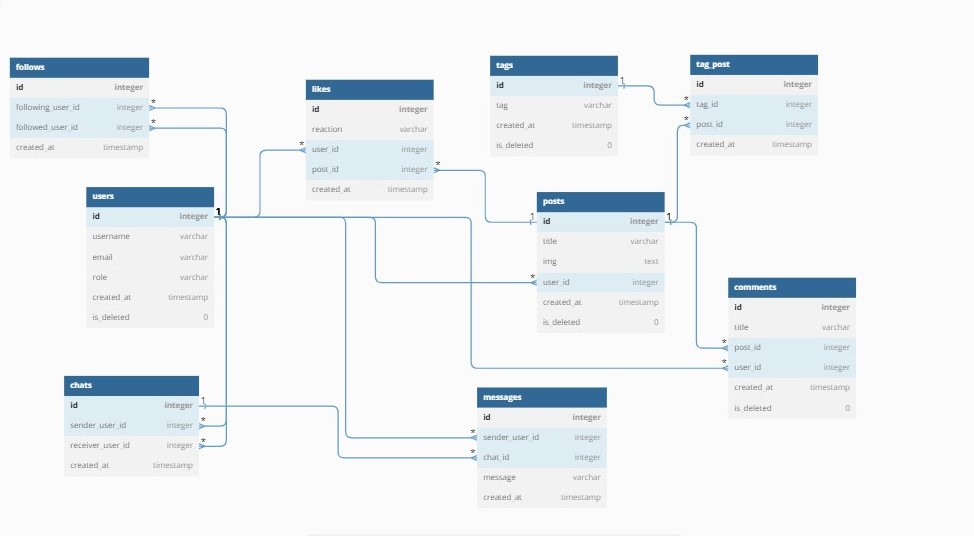 follows
id integer
following_user_id integer
followed_user_id integer
created_at timestamp
*
*
likes
id integer
reaction varchar
user_id integer
post_id integer
created_at timestamp
*
*
tags
id integer
tag varchar
created_at timestamp
is_deleted 0
1
tag_post
id integer
tag_id integer
post_id integer
created_at timestamp
*
*
users
id integer
username varchar
email varchar
role varchar
created_at timestamp
is_deleted 0
1
posts
id integer
title varchar
img text
user_id integer
created_at timestamp
is_deleted 0
1
1
*
comments
id integer
title varchar
post_id integer
user_id integer
created_at timestamp
is_deleted 0
*
*
chats
id integer
sender_user_id integer
receiver_user_id integer
created_at timestamp
1
*
*
messages
id integer
sender_user_id integer
chat_id integer
message varchar
created_at timestamp
*
*